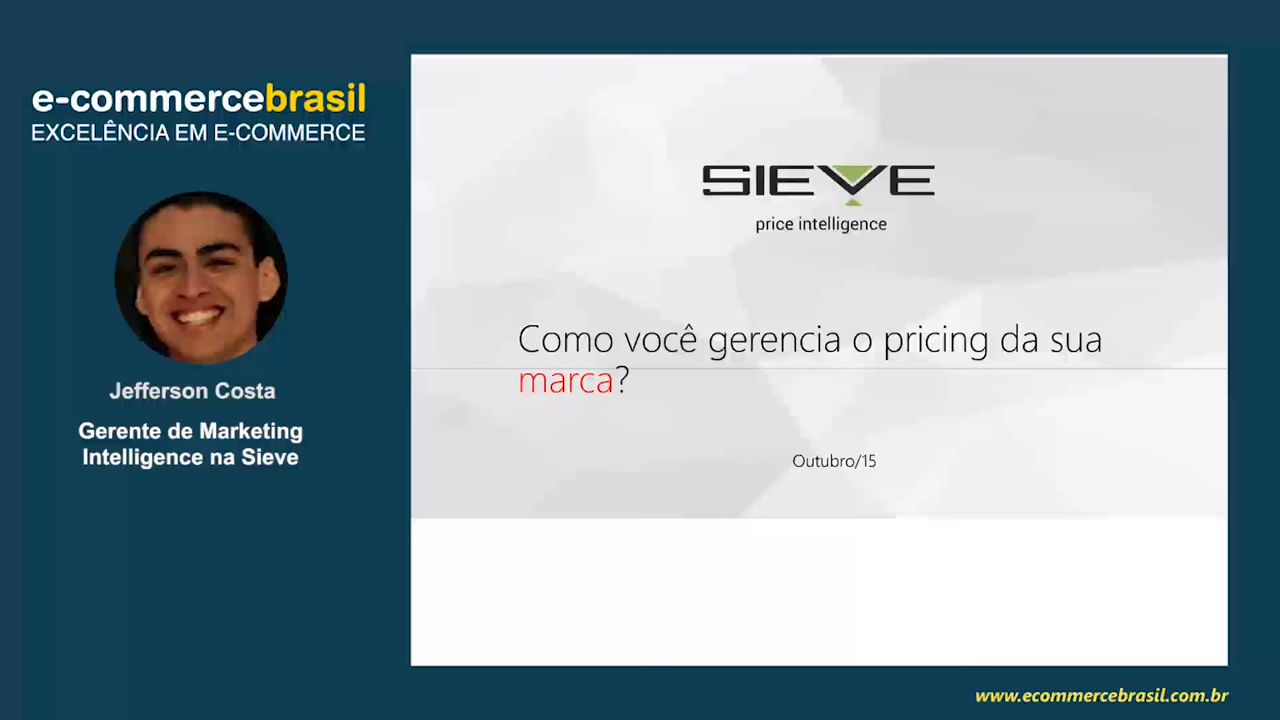 e-commercebrasil
EXCELÊNCIA EM E-COMMERCE
Jefferson Costa
Gerente de Marketing
Intelligence na Sieve
SIEVE
price intelligence
Como você gerencia o pricing da sua
marca?
Outubro/15
www.ecommercebrasil.com.br